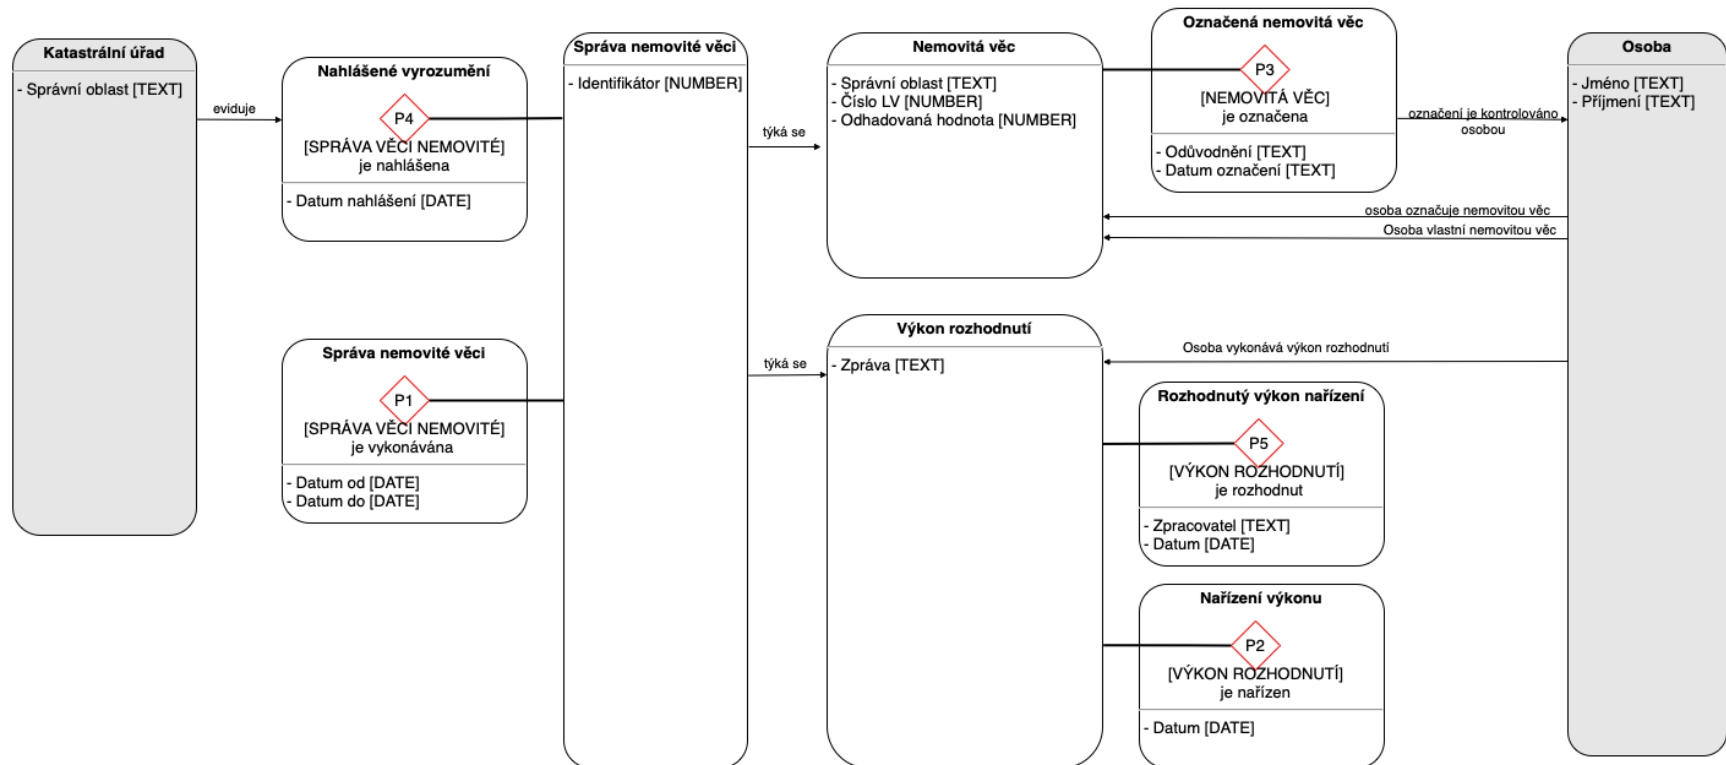 Katastrální úřad
- Správní oblast [TEXT]
eviduje
Nahlášené vyrozumění
P4
[SPRÁVA VĚCI NEMOVITÉ]
je nahlášena
- Datum nahlášení [DATE]
Správa nemovité věci
P1
[SPRÁVA VĚCI NEMOVITÉ]
je vykonávána
- Datum od [DATE]
- Datum do [DATE]
Správa nemovité věci
- Identifikátor [NUMBER]
týká se
týká se
Nemovitá věc
- Správní oblast [TEXT]
- Číslo LV [NUMBER]
- Odhadovaná hodnota [NUMBER]
Označená nemovitá věc
P3
[NEMOVITÁ VĚC]
je označena
- Odůvodnění [TEXT]
- Datum označení [TEXT]
označení je kontrolováno
osobou
osoba označuje nemovitou věc
Osoba vlastní nemovitou věc
Výkon rozhodnutí
- Zpráva [TEXT]
Osoba vykonává výkon rozhodnutí
Rozhodnutý výkon nařízení
P5
[VÝKON ROZHODNUTÍ]
je rozhodnut
- Zpracovatel [TEXT]
- Datum [DATE]
Nařízení výkonu
P2
[VÝKON ROZHODNUTÍ]
je nařízen
- Datum [DATE]
Osoba
- Jméno [TEXT]
- Příjmení [TEXT]